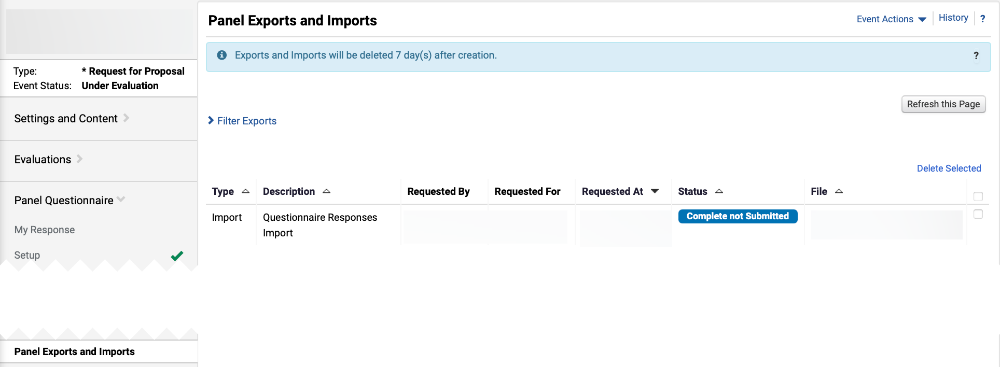 Panel Exports and Imports
Event Actions
History
?
Exports and Imports will be deleted 7 day(s) after creation.
?
Type: * Request for Proposal
Event Status: Under Evaluation
Settings and Content
Evaluations
Panel Questionnaire
My Response
Setup
Panel Exports and Imports
Refresh this Page
Filter Exports
Delete Selected
Type Description Requested By Requested For Requested At Status File
Import Questionnaire Responses Complete not Submitted
Import